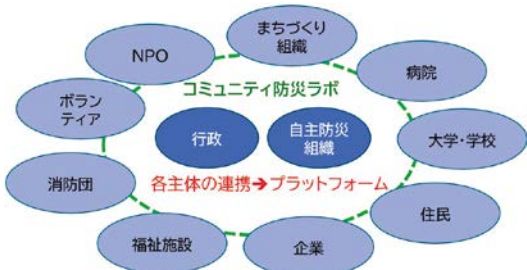 まちづくり
組織
NPO
病院
コミュニティ防災ラボ
ボラン
ティア
行政
自主防災
組織
大学・学校
各主体の連携➔プラットフォーム
消防団
住民
福祉施設
企業